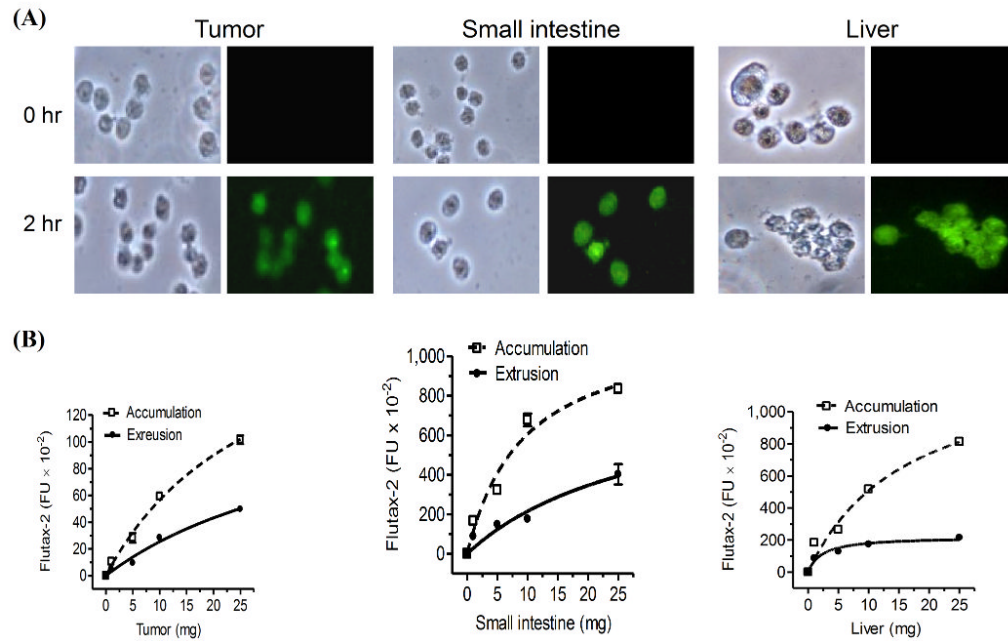 (A)
Tumor Small intestine Liver
0 hr
2 hr
(B)
Flutax-2 (FU × 10⁻²)
120
100
80
60
40
20
0
Accumulation
Exreusion
0 5 10 15 20 25
Tumor (mg)
Flutax-2 (FU x 10⁻²)
1,000
800
600
400
200
0
Accumulation
Extrusion
0 5 10 15 20 25
Small intestine (mg)
Flutax-2 (FU × 10⁻²)
1,000
800
600
400
200
0
Accumulation
Extrusion
0 5 10 15 20 25
Liver (mg)